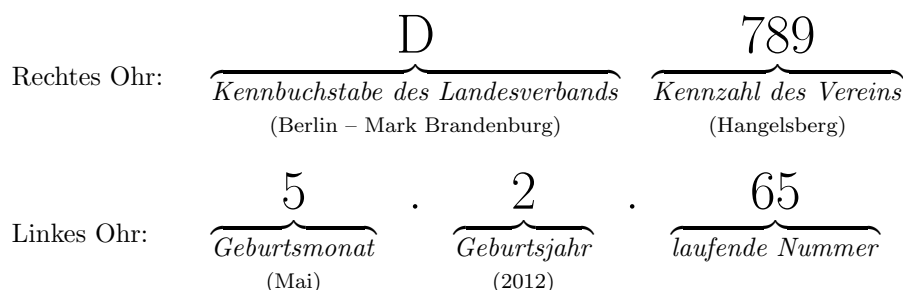 D 789
Rechtes Ohr:
Kennbuchstabe des Landesverbands Kennzahl des Vereins
(Berlin – Mark Brandenburg) (Hangelsberg)
5 . 2 . 65
Linkes Ohr:
Geburtsmonat Geburtsjahr laufende Nummer
(Mai) (2012)